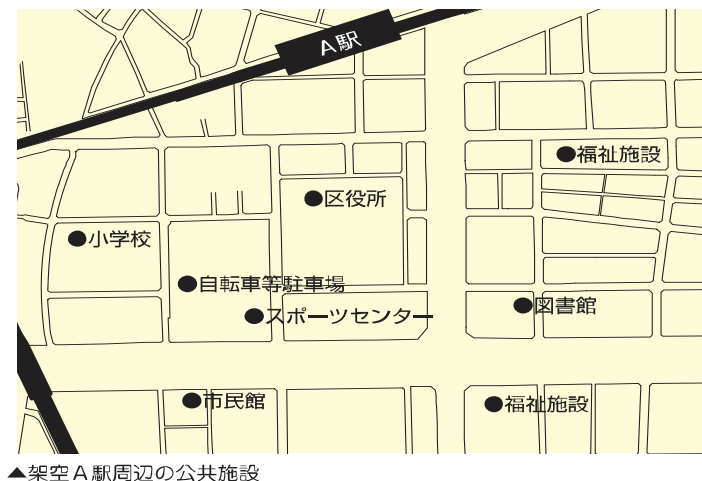 A駅
●福祉施設
●区役所
●小学校
●自転車等駐車場
●スポーツセンター
●図書館
●市民館
●福祉施設
▲架空A駅周辺の公共施設